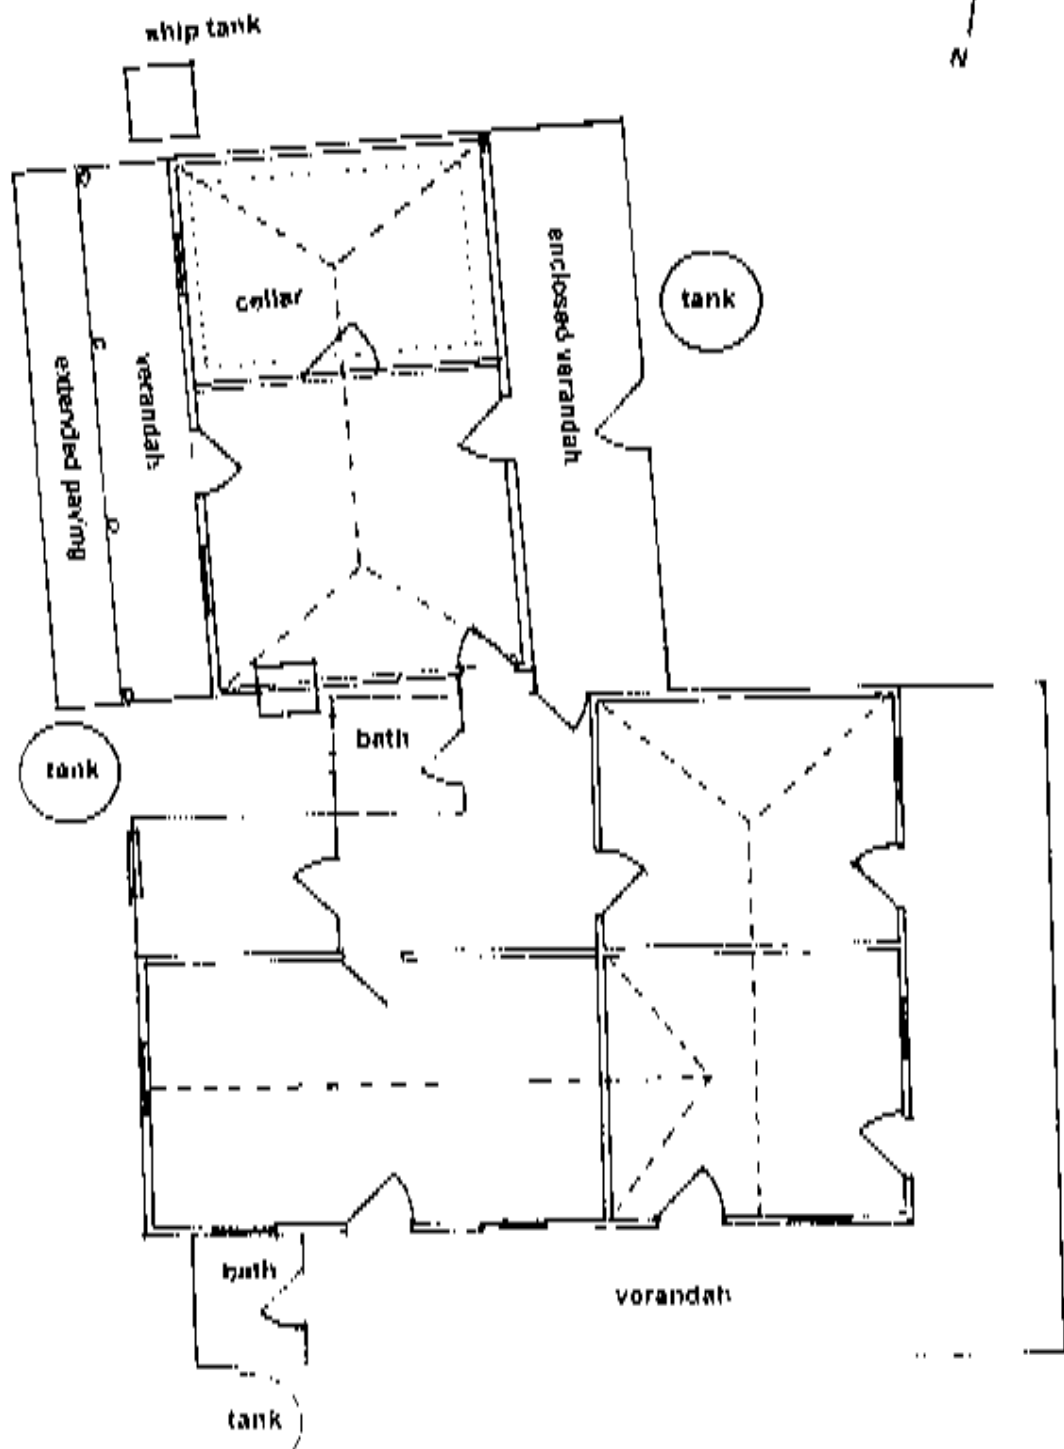 ship tank
N
cellar
enclosed verandah
tank
verandah
extended paving
bath
tank
bath
verandah
tank